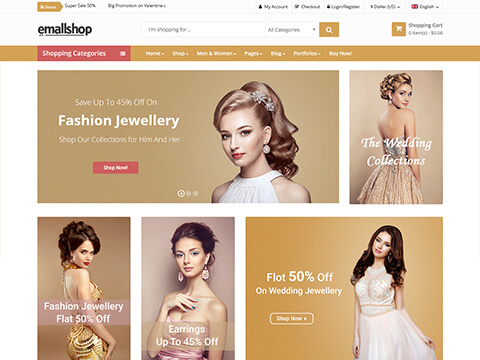 News Super Sale 50% Big Promotion on Valentine c
My Account Checkout Login/Register $ Doller (US) English
emallshop
I'm shopping for... All Categories
Shopping Cart
0 item(s) - $0.00
Shopping Categories Home Shop Men & Women Pages Blog Portfolios Buy Now!
Save Up To 45% Off On
Fashion Jewellery
Shop Our Collections for Him And Her
Shop Now!
The Wedding
Collections
Fashion Jewellery
Flat 50% Off
Earrings
Up To 45% Off
Flot 50% Off
On Wedding Jewellery
Shop Now